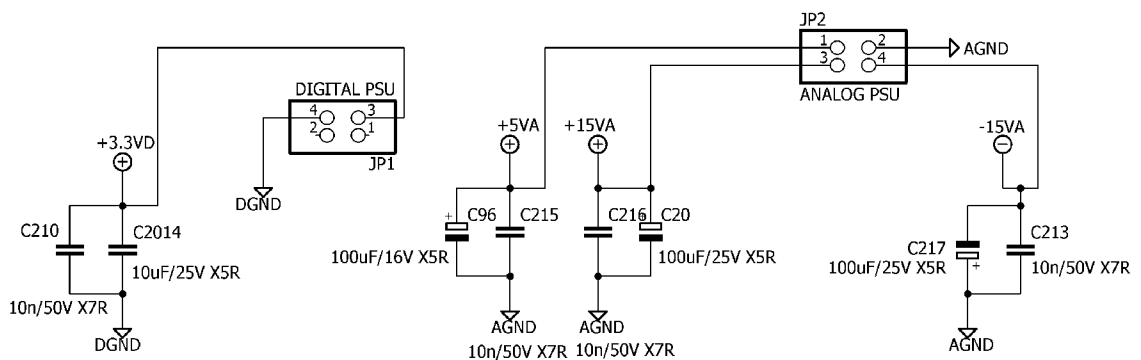 JP2
1
2
AGND
3
4
ANALOG PSU
DIGITAL PSU
4
3
2
1
JP1
DGND
+3.3VD
+5VA
+15VA
-15VA
C210
C2014
10uF/25V X5R
10n/50V X7R
DGND
+
C96
C215
100uF/16V X5R
AGND
10n/50V X7R
C216
+
C20
100uF/25V X5R
AGND
10n/50V X7R
C217
100uF/25V X5R
+
C213
10n/50V X7R
AGND